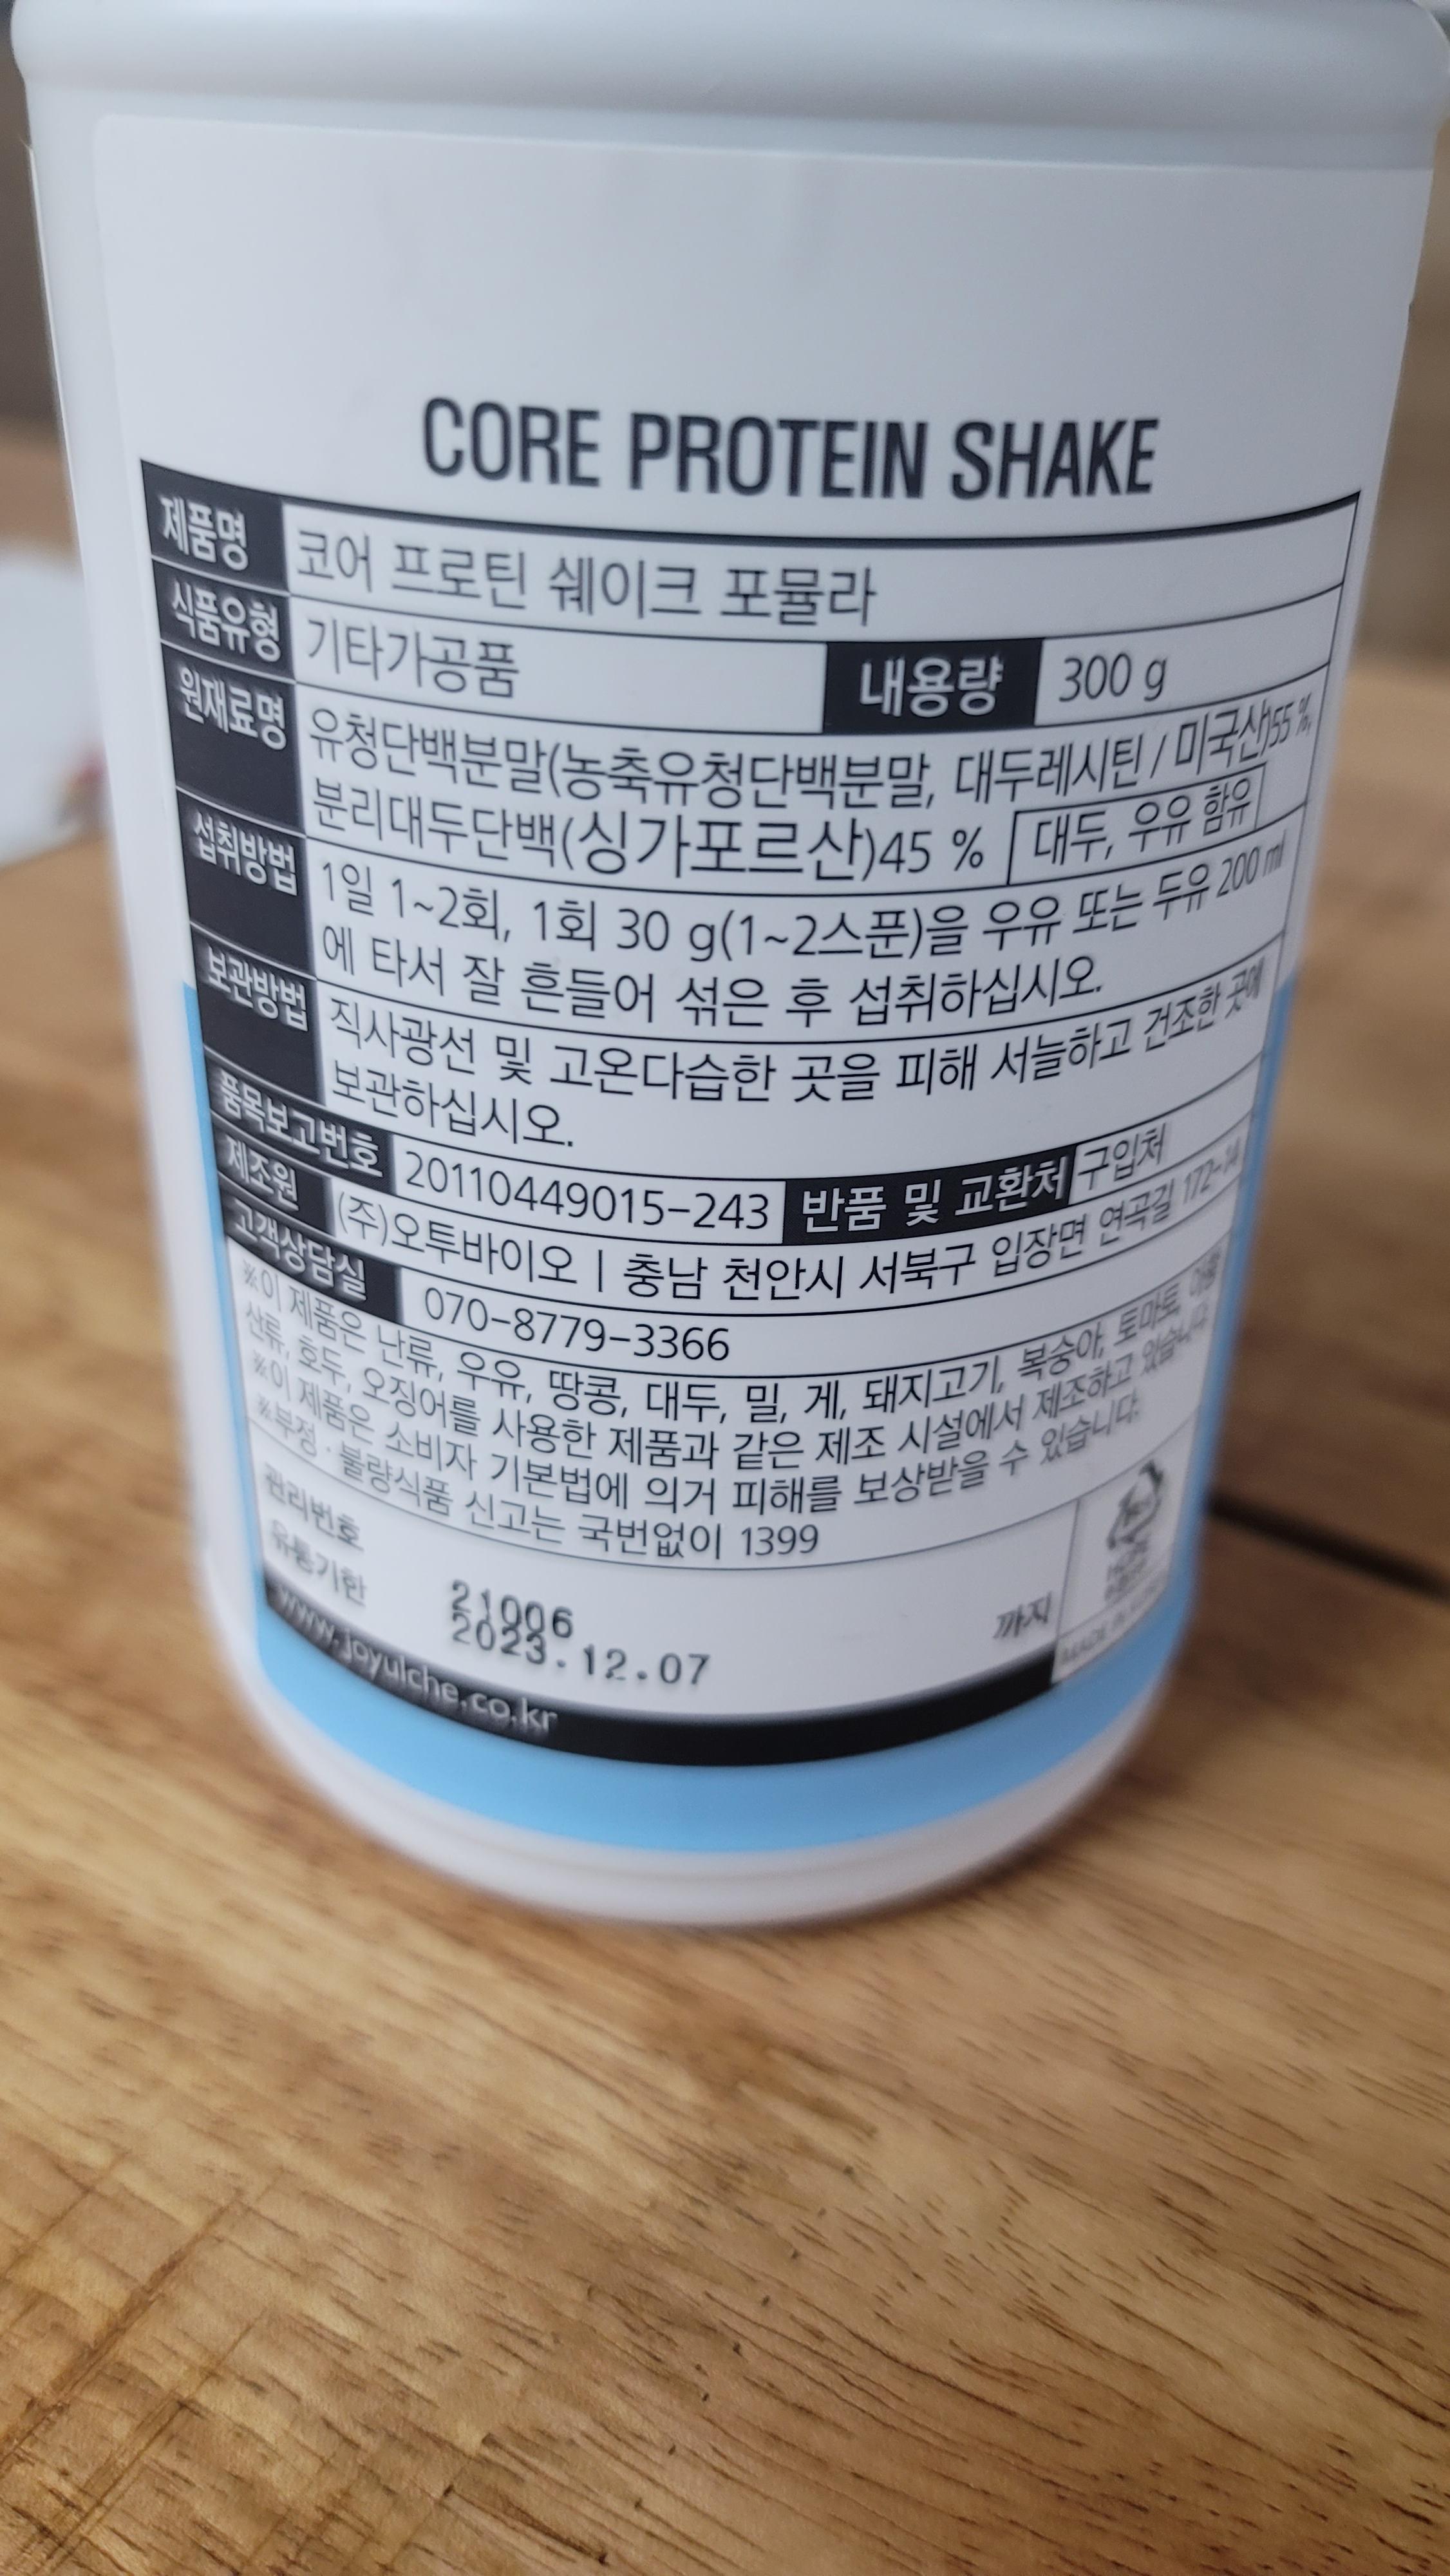 CORE PROTEIN SHAKE
제품명 코어 프로틴 쉐이크 포뮬라
식품유형 기타가공품 내용량 300 g
원재료명 유청단백분말(농축유청단백분말, 대두레시틴 / 미국산)55 %,
분리대두단백(싱가포르산)45 % 대두, 우유 함유
섭취방법 1일 1~2회, 1회 30 g(1~2스푼)을 우유 또는 두유 200 ml
에 타서 잘 흔들어 섞은 후 섭취하십시오.
보관방법 직사광선 및 고온다습한 곳을 피해 서늘하고 건조한 곳에
보관하십시오.
품목보고번호 20110449015-243 반품 및 교환처 구입처
제조원 (주)오투바이오 | 충남 천안시 서북구 입장면 연곡길 172-14
고객상담실 070-8779-3366
※이 제품은 난류, 우유, 땅콩, 대두, 밀, 게, 돼지고기, 복숭아, 토마토,
산류, 호두, 오징어를 사용한 제품과 같은 제조 시설에서 제조하고 있습니다.
※이 제품은 소비자 기본법에 의거 피해를 보상받을 수 있습니다.
※부정·불량식품 신고는 국번없이 1399
관리번호 21006
유통기한 2023.12.07 까지
www.joyulche.co.kr